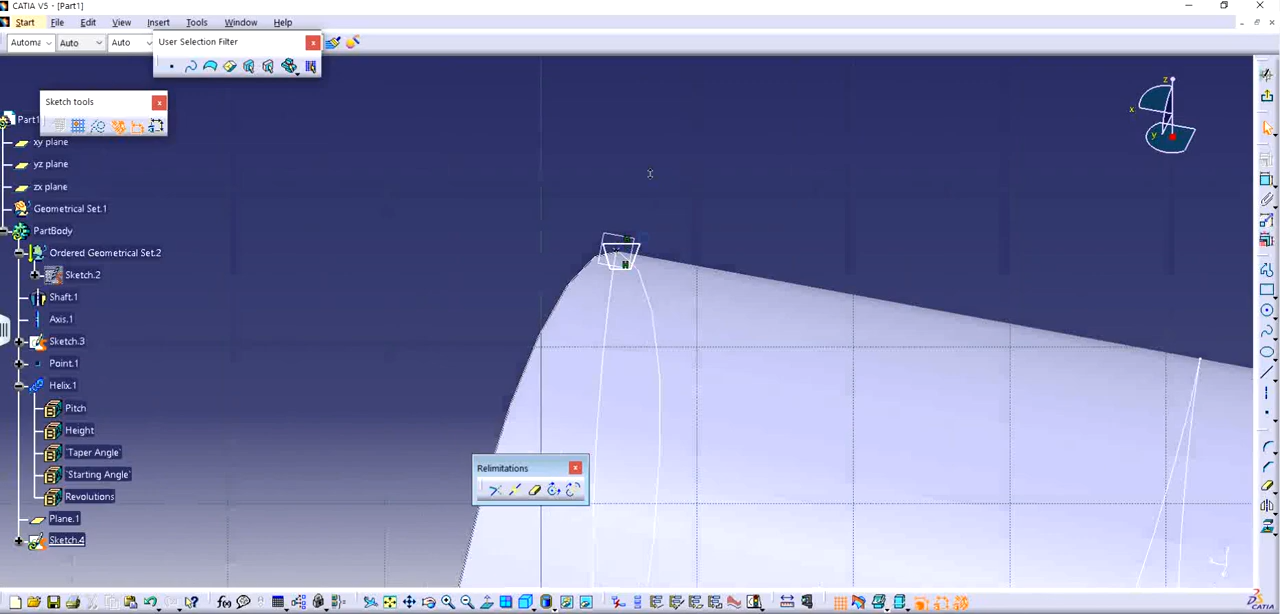 CATIA V5 - [Part1]
Start File Edit View Insert Tools Window Help
Automa Auto Auto
User Selection Filter
Sketch tools
Part1
xy plane
yz plane
zx plane
Geometrical Set.1
PartBody
Ordered Geometrical Set.2
Sketch.2
Shaft.1
Axis.1
Sketch.3
Point.1
Helix.1
Pitch
Height
`Taper Angle`
`Starting Angle`
Revolutions
Plane.1
Sketch.4
Relimitations
z
x
y
H
f(x)
CATIA